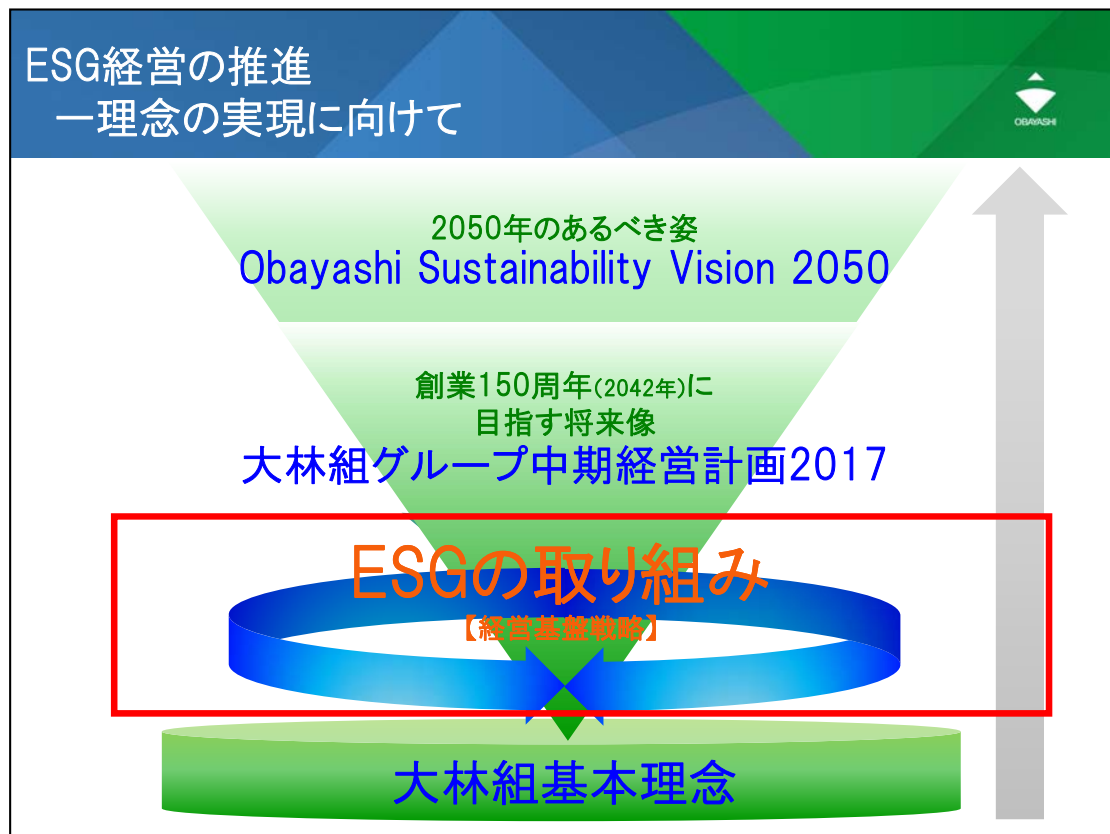 ESG経営の推進
―理念の実現に向けて
OBAYASHI
2050年のあるべき姿
Obayashi Sustainability Vision 2050
創業150周年(2042年)に
目指す将来像
大林組グループ中期経営計画2017
ESGの取り組み
【経営基盤戦略】
大林組基本理念